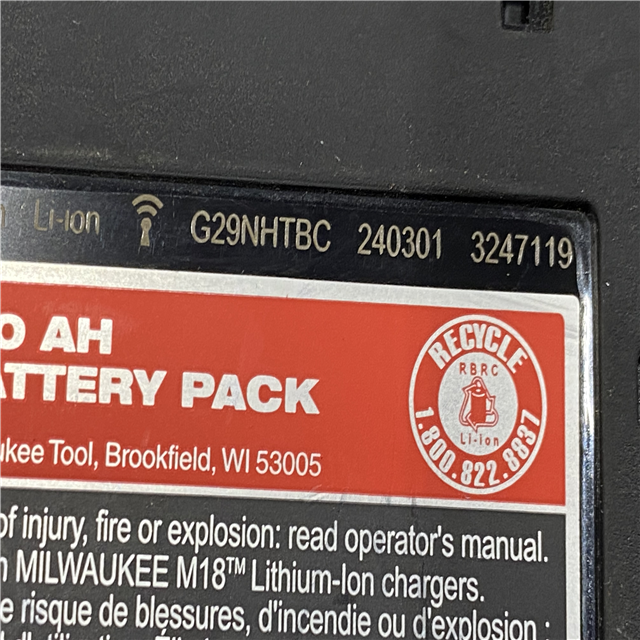 Li-ion G29NHTBC 240301 3247119
AH
BATTERY PACK
Tool, Brookfield, WI 53005
RECYCLE
RBRC
Li-ion
1.800.822.8837
of injury, fire or explosion: read operator's manual.
MILWAUKEE M18™ Lithium-Ion chargers.
risque de blessures, d'incendie ou d'explosion :